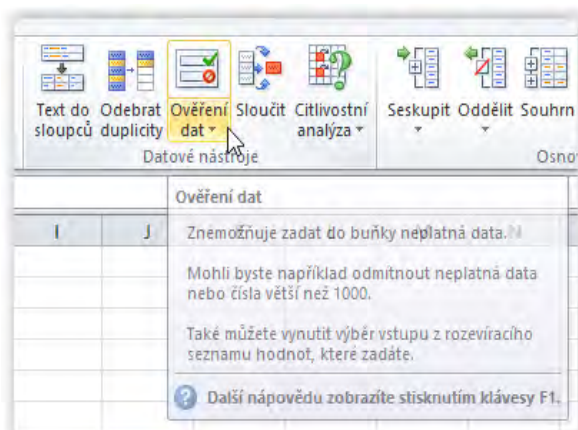 Text do sloupců Odebrat duplicity Ověření dat Sloučit Citlivostní analýza Seskupit Oddělit Souhrn
Datové nástroje Osno
Ověření dat
I J N
Znemožňuje zadat do buňky neplatná data.
Mohli byste například odmítnout neplatná data
nebo čísla větší než 1000.
Také můžete vynutit výběr vstupu z rozevíracího
seznamu hodnot, které zadáte.
Další nápovědu zobrazíte stisknutím klávesy F1.